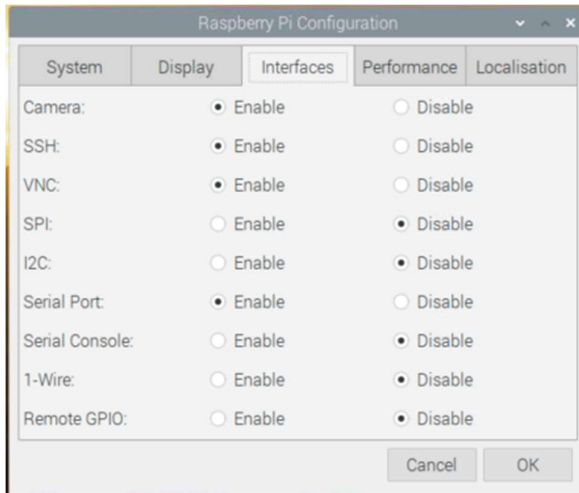 Raspberry Pi Configuration
System Display Interfaces Performance Localisation
Camera: Enable Disable
SSH: Enable Disable
VNC: Enable Disable
SPI: Enable Disable
I2C: Enable Disable
Serial Port: Enable Disable
Serial Console: Enable Disable
1-Wire: Enable Disable
Remote GPIO: Enable Disable
Cancel OK